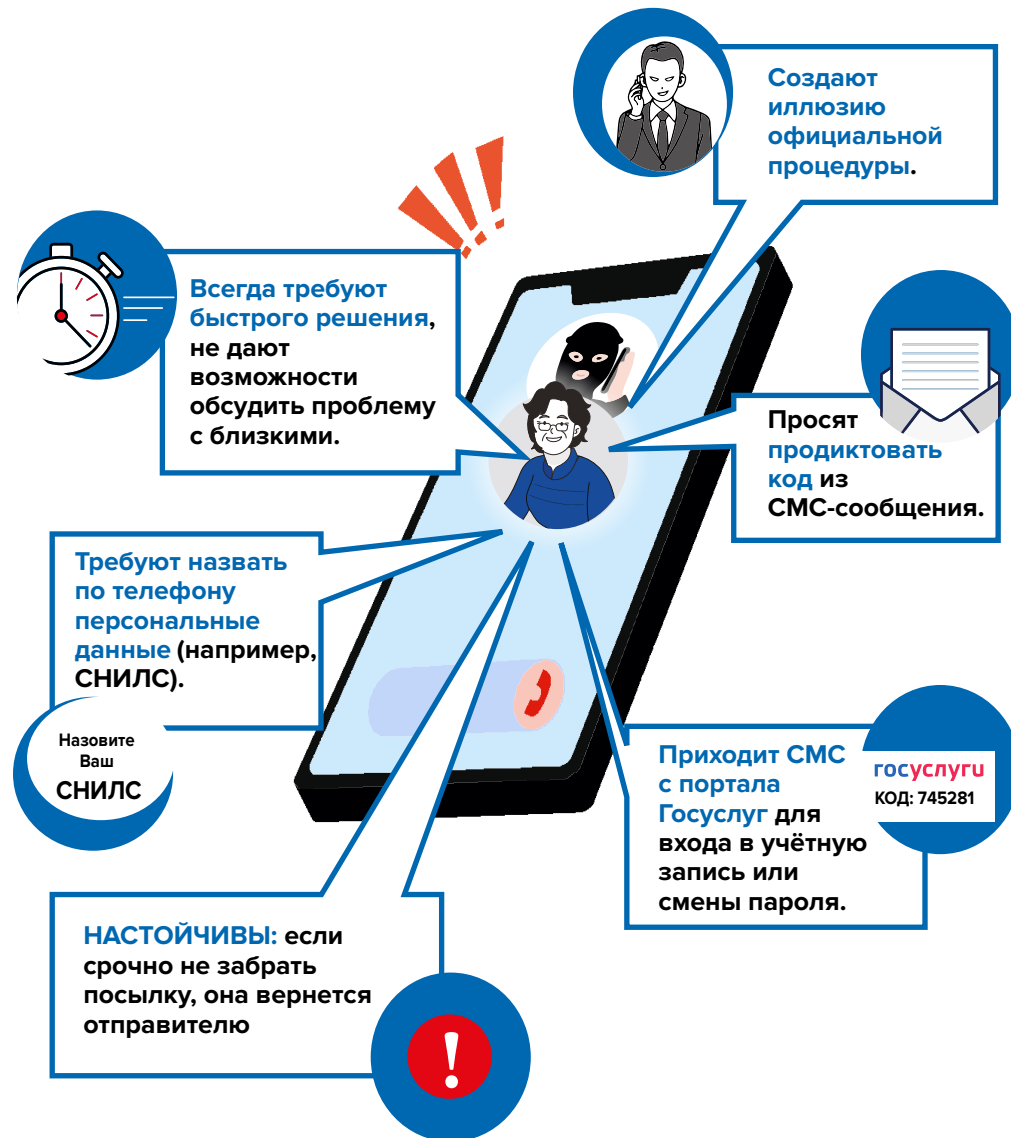 Создают
иллюзию
официальной
процедуры.
Всегда требуют
быстрого решения,
не дают
возможности
обсудить проблему
с близкими.
Просят
продиктовать
код из
СМС-сообщения.
Требуют назвать
по телефону
персональные
данные (например,
СНИЛС).
Назовите
Ваш
СНИЛС
Приходит СМС
с портала
Госуслуг для
входа в учётную
запись или
смены пароля.
госуслуги
КОД: 745281
НАСТОЙЧИВЫ: если
срочно не забрать
посылку, она вернется
отправителю
!